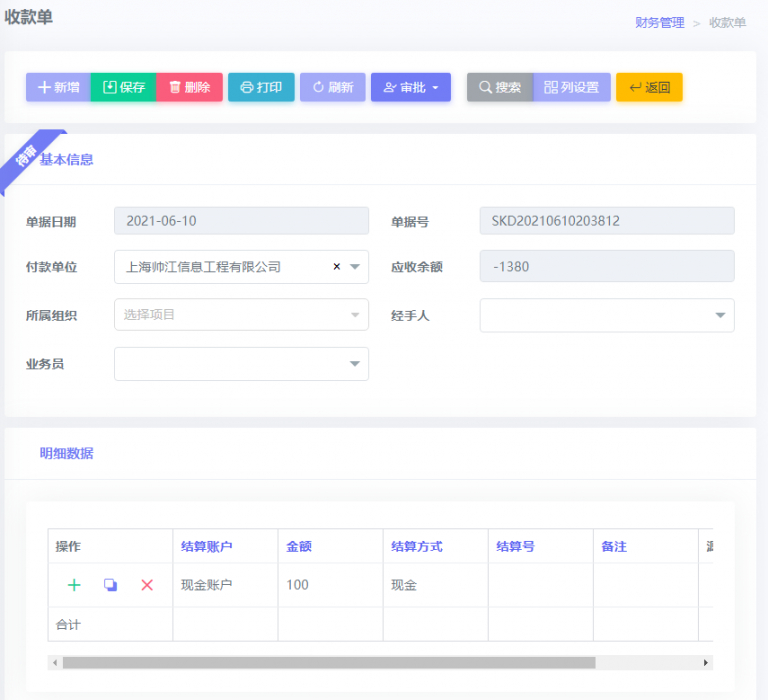 收款单
财务管理 > 收款单
新增 保存 删除 打印 刷新 审批 搜索 列设置 返回
待审
基本信息
单据日期 2021-06-10 单据号 SKD20210610203812
付款单位 上海帅江信息工程有限公司 × 应收余额 -1380
所属组织 选择项目 经手人
业务员
明细数据
操作 结算账户 金额 结算方式 结算号 备注
现金账户 100 现金
合计